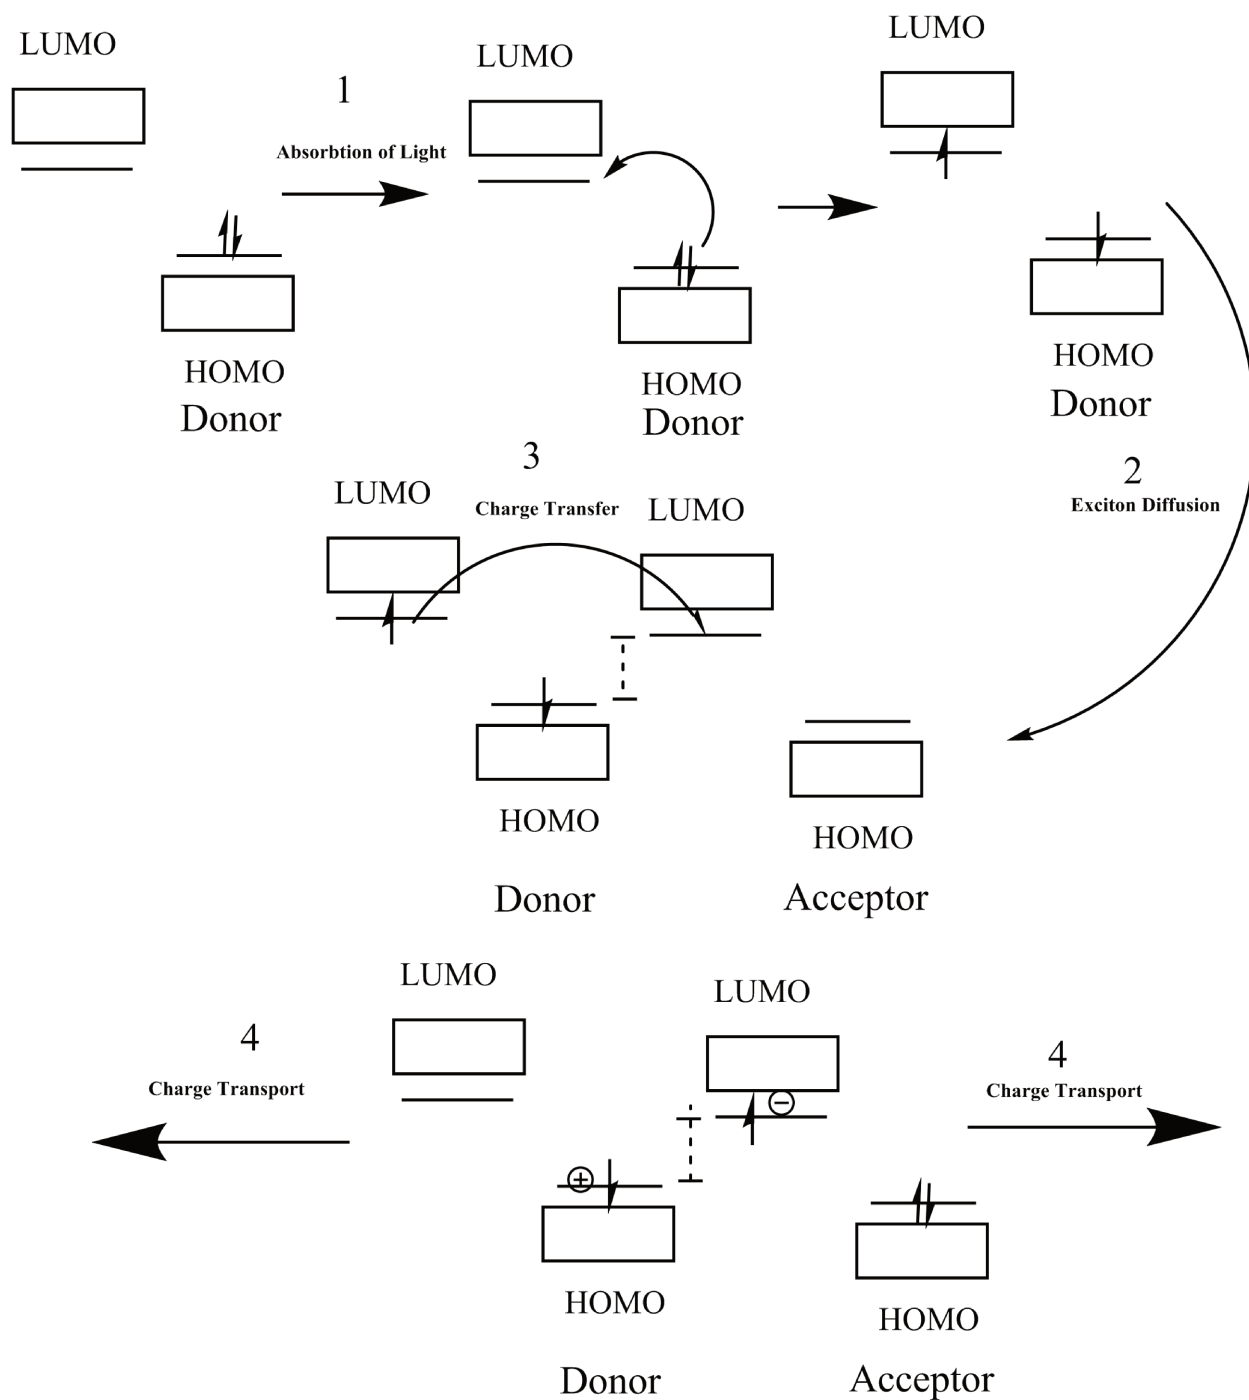 LUMO
1
Absorbtion of Light
HOMO
Donor
LUMO
HOMO
Donor
LUMO
HOMO
Donor
2
Exciton Diffusion
3
Charge Transfer
LUMO
LUMO
HOMO
Donor
HOMO
Acceptor
4
Charge Transport
LUMO
LUMO
+
−
HOMO
Donor
HOMO
Acceptor
4
Charge Transport